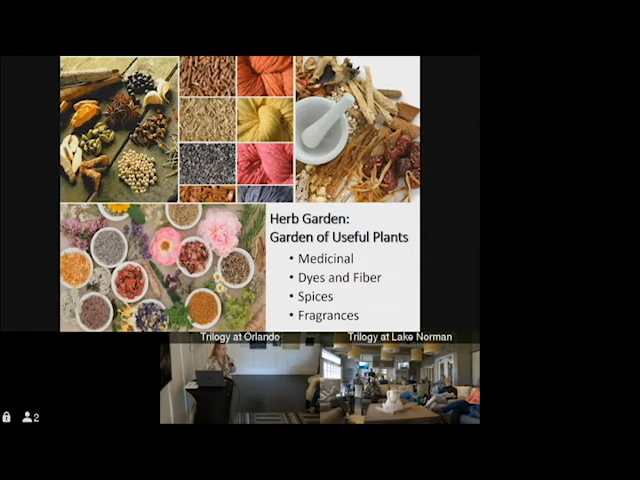 Herb Garden:
Garden of Useful Plants
• Medicinal
• Dyes and Fiber
• Spices
• Fragrances
Trilogy at Orlando
Trilogy at Lake Norman
2